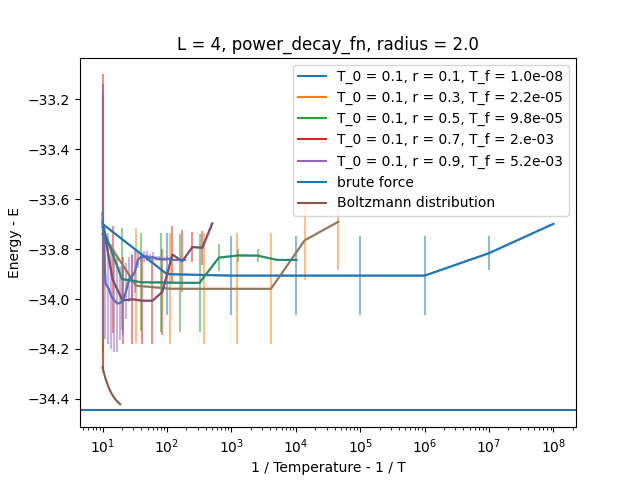 L = 4, power_decay_fn, radius = 2.0
T_0 = 0.1, r = 0.1, T_f = 1.0e-08
T_0 = 0.1, r = 0.3, T_f = 2.2e-05
T_0 = 0.1, r = 0.5, T_f = 9.8e-05
T_0 = 0.1, r = 0.7, T_f = 2.e-03
T_0 = 0.1, r = 0.9, T_f = 5.2e-03
brute force
Boltzmann distribution
Energy - E
−33.2
−33.4
−33.6
−33.8
−34.0
−34.2
−34.4
10¹ 10² 10³ 10⁴ 10⁵ 10⁶ 10⁷ 10⁸
1 / Temperature - 1 / T